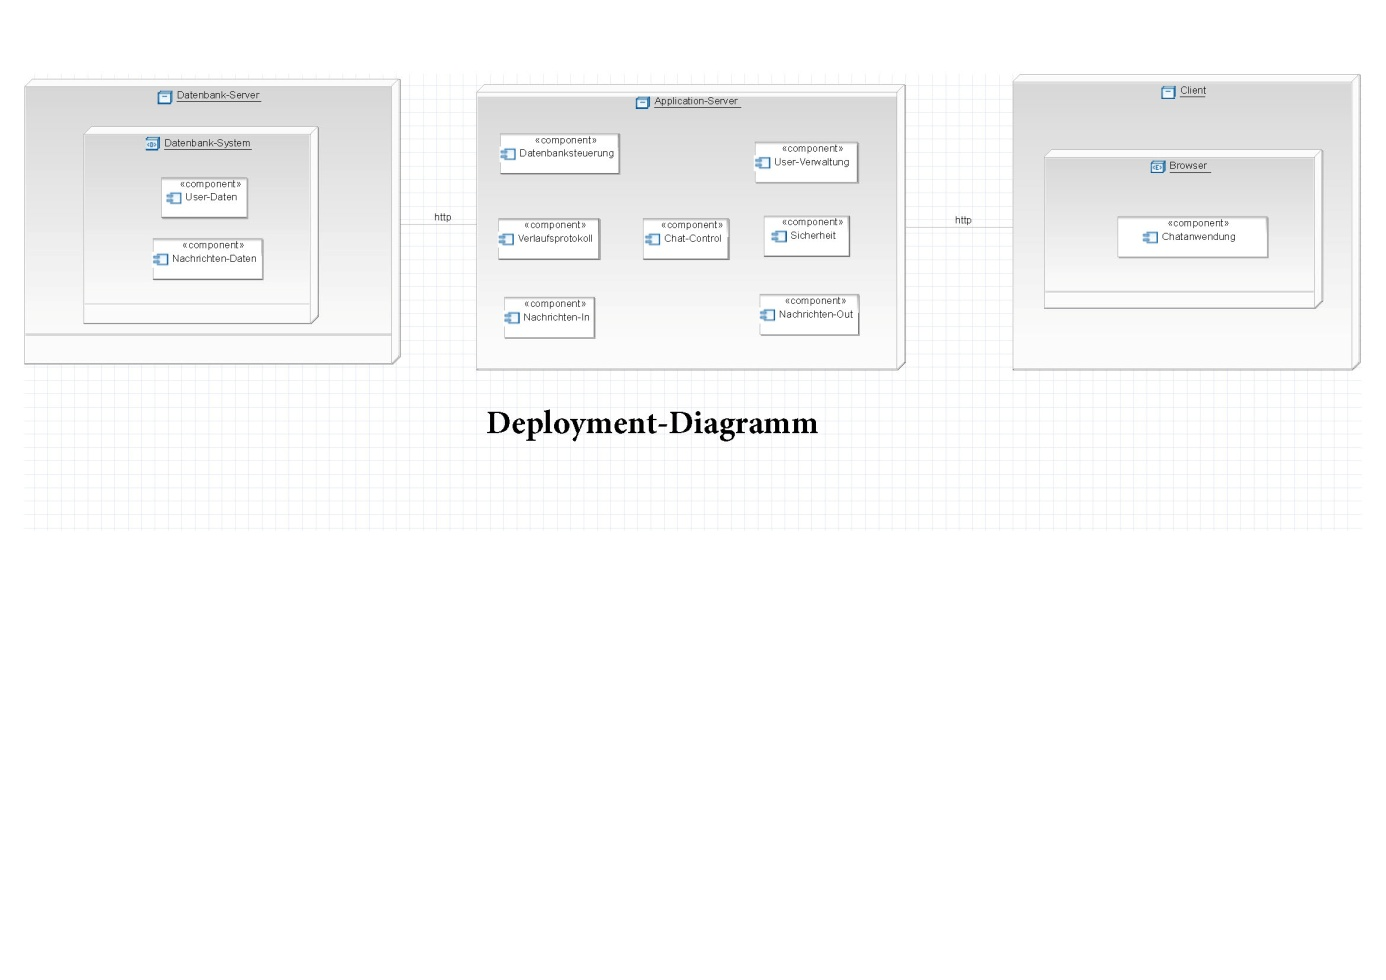 Datenbank-Server
Datenbank-System
«component»
User-Daten
«component»
Nachrichten-Daten
http
Application-Server
«component»
Datenbanksteuerung
«component»
User-Verwaltung
«component»
Verlaufsprotokoll
«component»
Chat-Control
«component»
Sicherheit
«component»
Nachrichten-In
«component»
Nachrichten-Out
http
Client
Browser
«component»
Chatanwendung
Deployment-Diagramm